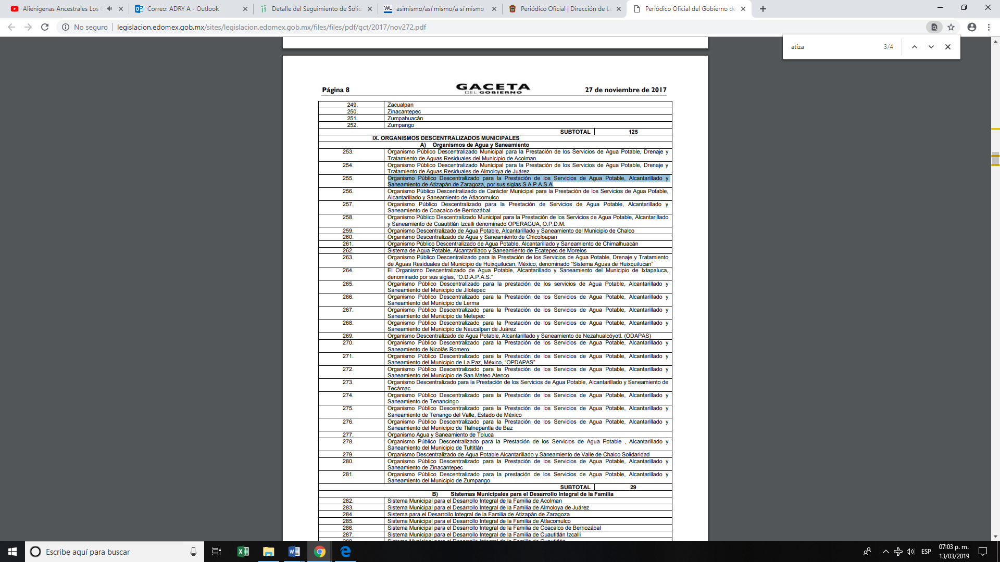 Alienigenas Ancestrales Los G
Correo: ADRY A - Outlook
Detalle del Seguimiento de Solici
WL asimismo/así mismo/a sí mismo
Periódico Oficial | Dirección de Le
Periódico Oficial del Gobierno de
No seguro
legislacion.edomex.gob.mx/sites/legislacion.edomex.gob.mx/files/files/pdf/gct/2017/nov272.pdf
atiza 3/4
Página 8
GACETA
DEL GOBIERNO
27 de noviembre de 2017
249. Zacualpan
250. Zinacantepec
251. Zumpahuacán
252. Zumpango
SUBTOTAL 125
IX. ORGANISMOS DESCENTRALIZADOS MUNICIPALES
A) Organismos de Agua y Saneamiento
253. Organismo Público Descentralizado Municipal para la Prestación de los Servicios de Agua Potable, Drenaje y
Tratamiento de Aguas Residuales del Municipio de Acolman
254. Organismo Público Descentralizado Municipal para la Prestación de los Servicios de Agua Potable, Drenaje y
Tratamiento de Aguas Residuales de Almoloya de Juárez
255. Organismo Público Descentralizado para la Prestación de los Servicios de Agua Potable, Alcantarillado y
Saneamiento de Atizapán de Zaragoza, por sus siglas S.A.P.A.S.A.
256. Organismo Público Descentralizado de Carácter Municipal para la Prestación de los Servicios de Agua Potable,
Alcantarillado y Saneamiento de Atlacomulco
257. Organismo Público Descentralizado para la Prestación de Servicios de Agua Potable, Alcantarillado y
Saneamiento de Coacalco de Berriozábal
258. Organismo Público Descentralizado Municipal para la Prestación de los Servicios de Agua Potable, Alcantarillado
y Saneamiento de Cuautitlán Izcalli denominado OPERAGUA, O.P.D.M.
259. Organismo Descentralizado de Agua Potable, Alcantarillado y Saneamiento del Municipio de Chalco
260. Organismo Descentralizado de Agua y Saneamiento de Chicoloapan
261. Organismo Público Descentralizado de Agua Potable, Alcantarillado y Saneamiento de Chimalhuacán
262. Sistema de Agua Potable, Alcantarillado y Saneamiento de Ecatepec de Morelos
263. Organismo Público Descentralizado para la Prestación de los Servicios de Agua Potable, Drenaje y Tratamiento
de Aguas Residuales del Municipio de Huixquilucan, México, denominado “Sistema Aguas de Huixquilucan”
264. El Organismo Descentralizado de Agua Potable, Alcantarillado y Saneamiento del Municipio de Ixtapaluca,
denominado por sus siglas, “O.D.A.P.A.S.”
265. Organismo Público Descentralizado para la prestación de los servicios de Agua Potable, Alcantarillado y
Saneamiento del Municipio de Jilotepec
266. Organismo Público Descentralizado para la Prestación de los Servicios de Agua Potable, Alcantarillado y
Saneamiento del Municipio de Lerma
267. Organismo Público Descentralizado para la Prestación de los Servicios de Agua Potable, Alcantarillado y
Saneamiento del Municipio de Metepec
268. Organismo Público Descentralizado para la Prestación de los Servicios de Agua Potable, Alcantarillado y
Saneamiento del Municipio de Naucalpan de Juárez
269. Organismo Descentralizado de Agua Potable, Alcantarillado y Saneamiento de Nezahualcóyotl. (ODAPAS)
270. Organismo Público Descentralizado para la Prestación de los Servicios de Agua Potable, Alcantarillado y
Saneamiento de Nicolás Romero
271. Organismo Público Descentralizado para la Prestación de los Servicios de Agua Potable, Alcantarillado y
Saneamiento del Municipio de La Paz, México, “OPDAPAS”
272. Organismo Público Descentralizado para la Prestación de los Servicios de Agua Potable, Alcantarillado y
Saneamiento del Municipio de San Mateo Atenco
273. Organismo Descentralizado para la Prestación de los Servicios de Agua Potable, Alcantarillado y Saneamiento de
Tecámac
274. Organismo Público Descentralizado para la Prestación de los Servicios de Agua Potable, Alcantarillado y
Saneamiento de Tenancingo
275. Organismo Público Descentralizado para la Prestación de los Servicios de Agua Potable, Alcantarillado y
Saneamiento de Tenango del Valle, Estado de México
276. Organismo Público Descentralizado para la Prestación de los Servicios de Agua Potable, Alcantarillado y
Saneamiento del Municipio de Tlalnepantla de Baz
277. Organismo Agua y Saneamiento de Toluca
278. Organismo Público Descentralizado para la Prestación de los Servicios de Agua Potable , Alcantarillado y
Saneamiento del Municipio de Tultitlán
279. Organismo Descentralizado de Agua Potable Alcantarillado y Saneamiento de Valle de Chalco Solidaridad
280. Organismo Público Descentralizado para la Prestación de los Servicios de Agua Potable, Alcantarillado y
Saneamiento de Zinacantepec
281. Organismo Público Descentralizado para la prestación de los Servicios de Agua Potable, Alcantarillado y
Saneamiento del Municipio de Zumpango
SUBTOTAL 29
B) Sistemas Municipales para el Desarrollo Integral de la Familia
282. Sistema Municipal para el Desarrollo Integral de la Familia de Acolman
283. Sistema Municipal para el Desarrollo Integral de la Familia de Almoloya de Juárez
284. Sistema para el Desarrollo Integral de la Familia de Atizapán de Zaragoza
285. Sistema Municipal para el Desarrollo Integral de la Familia de Atlacomulco
286. Sistema Municipal para el Desarrollo Integral de la Familia de Coacalco de Berriozábal
287. Sistema Municipal para el Desarrollo Integral de la Familia de Cuautitlán Izcalli
288. Sistema Municipal para el Desarrollo Integral de la Familia de Cuautitlán
Escribe aquí para buscar
ESP
07:03 p. m.
13/03/2019